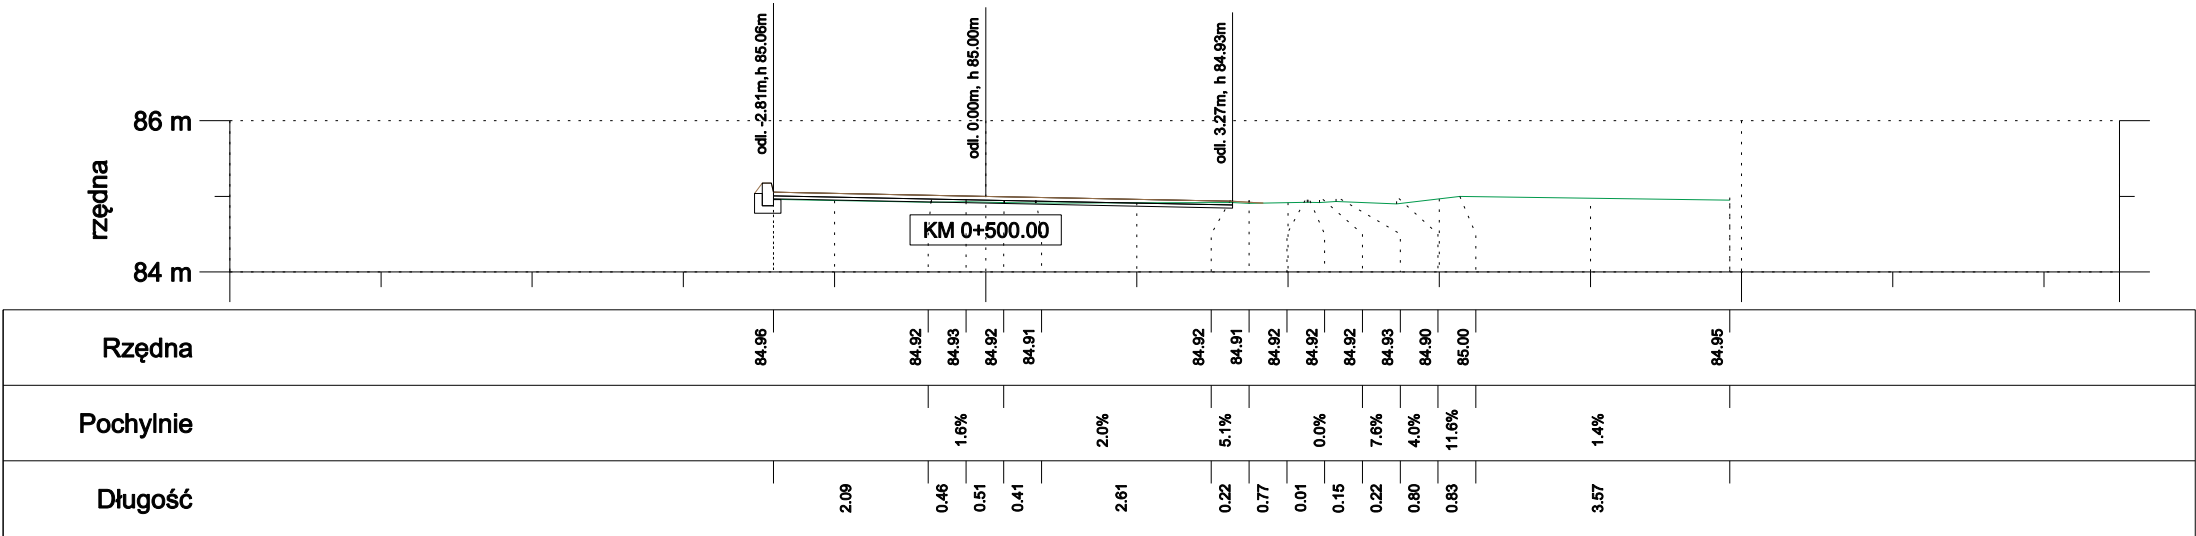 odl. -2.81m,h 85.06m
odl. 0.00m, h 85.00m
odl. 3.27m, h 84.93m
86 m
rzędna
KM 0+500.00
84 m
Rzędna 84.96 84.92 84.93 84.92 84.91 84.92 84.91 84.92 84.92 84.92 84.93 84.90 85.00 84.95
Pochylnie 1.6% 2.0% 5.1% 0.0% 7.6% 4.0% 11.6% 1.4%
Długość 2.09 0.46 0.51 0.41 2.61 0.22 0.77 0.01 0.15 0.22 0.80 0.83 3.57